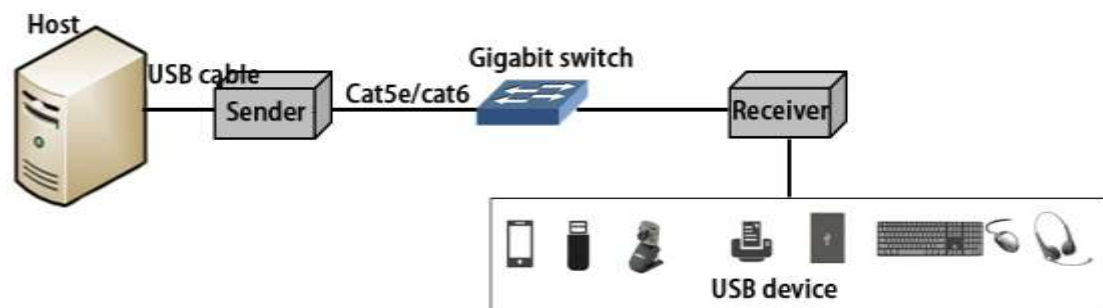 Host
USB cable
Sender
Cat5e/cat6
Gigabit switch
Receiver
USB device